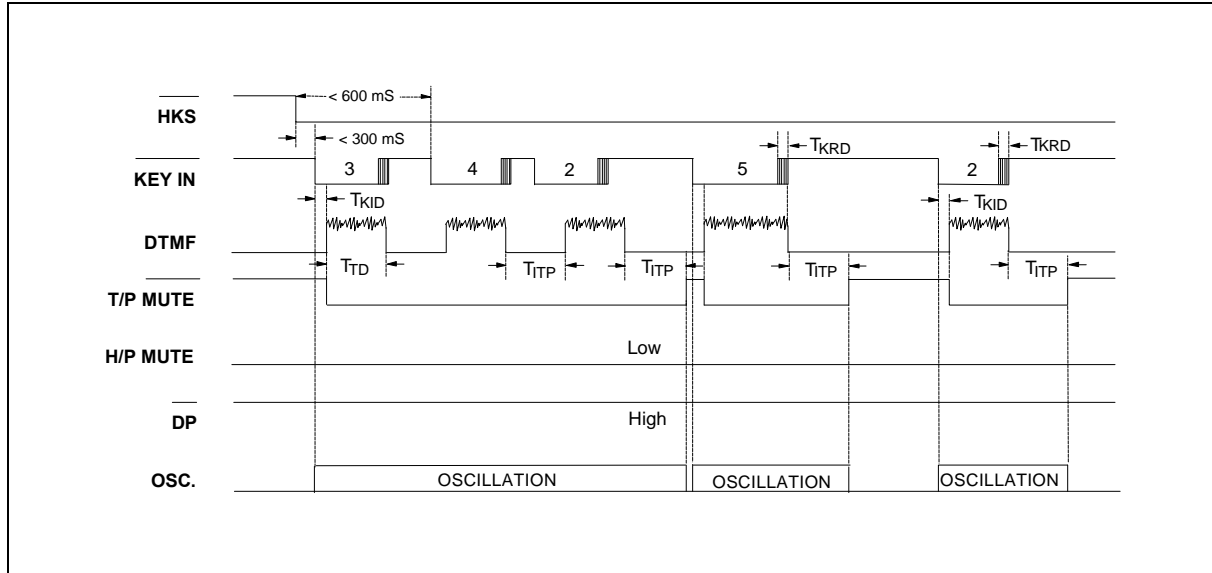 < 600 mS
HKS
< 300 mS
TKRD
TKRD
KEY IN
3
4
2
5
2
TKID
TKID
DTMF
TTD
TITP
TITP
TITP
TITP
T/P MUTE
H/P MUTE
Low
DP
High
OSC.
OSCILLATION
OSCILLATION
OSCILLATION